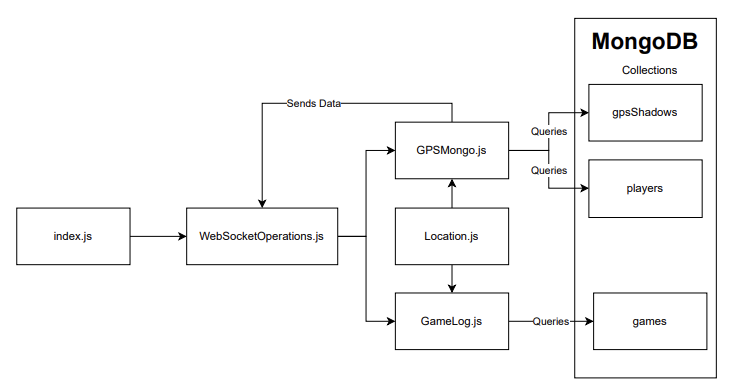 MongoDB
Collections
Sends Data
gpsShadows
Queries
GPSMongo.js
Queries
players
index.js
WebSocketOperations.js
Location.js
GameLog.js
Queries
games